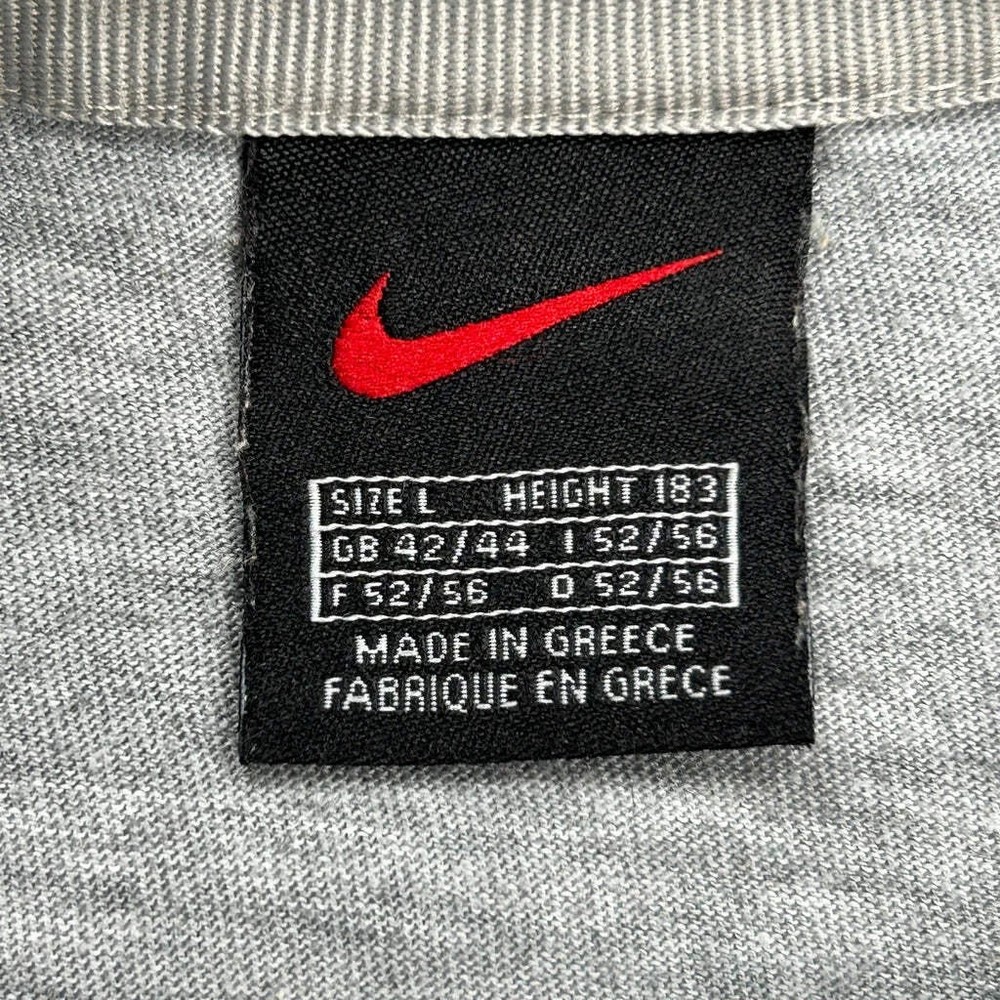 SIZE L HEIGHT 183
GB 42/44 I 52/56
F 52/56 D 52/56
MADE IN GREECE
FABRIQUE EN GRECE